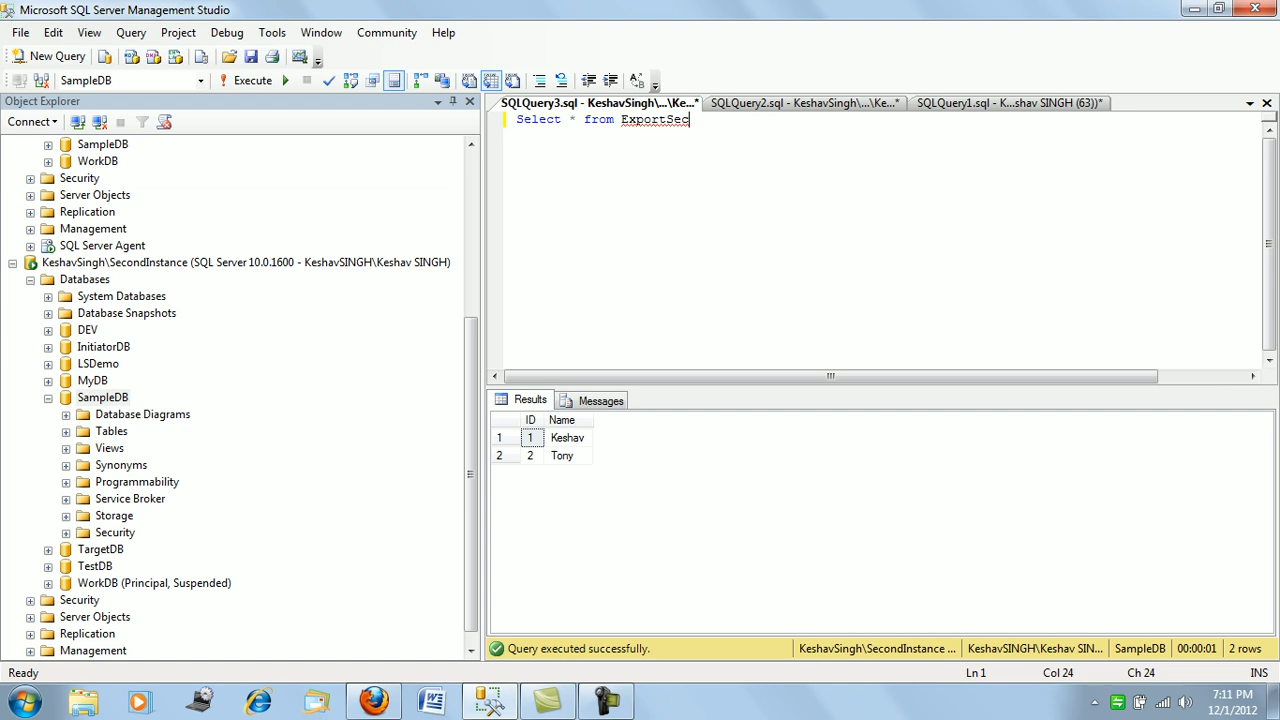 Microsoft SQL Server Management Studio
File Edit View Query Project Debug Tools Window Community Help
New Query
SampleDB Execute
Object Explorer
SQLQuery3.sql - KeshavSingh\...\Ke...* SQLQuery2.sql - KeshavSingh\...\Ke...* SQLQuery1.sql - K...shav SINGH (63))*
Connect
Select * from ExportSec
SampleDB
WorkDB
Security
Server Objects
Replication
Management
SQL Server Agent
KeshavSingh\SecondInstance (SQL Server 10.0.1600 - KeshavSINGH\Keshav SINGH)
Databases
System Databases
Database Snapshots
DEV
InitiatorDB
LSDemo
MyDB
SampleDB
Database Diagrams
Tables
Views
Synonyms
Programmability
Service Broker
Storage
Security
TargetDB
TestDB
WorkDB (Principal, Suspended)
Security
Server Objects
Replication
Management
Results Messages
ID Name
1 1 Keshav
2 2 Tony
Query executed successfully. KeshavSingh\SecondInstance ... KeshavSINGH\Keshav SIN... SampleDB 00:00:01 2 rows
Ready Ln 1 Col 24 Ch 24 INS
7:11 PM
12/1/2012